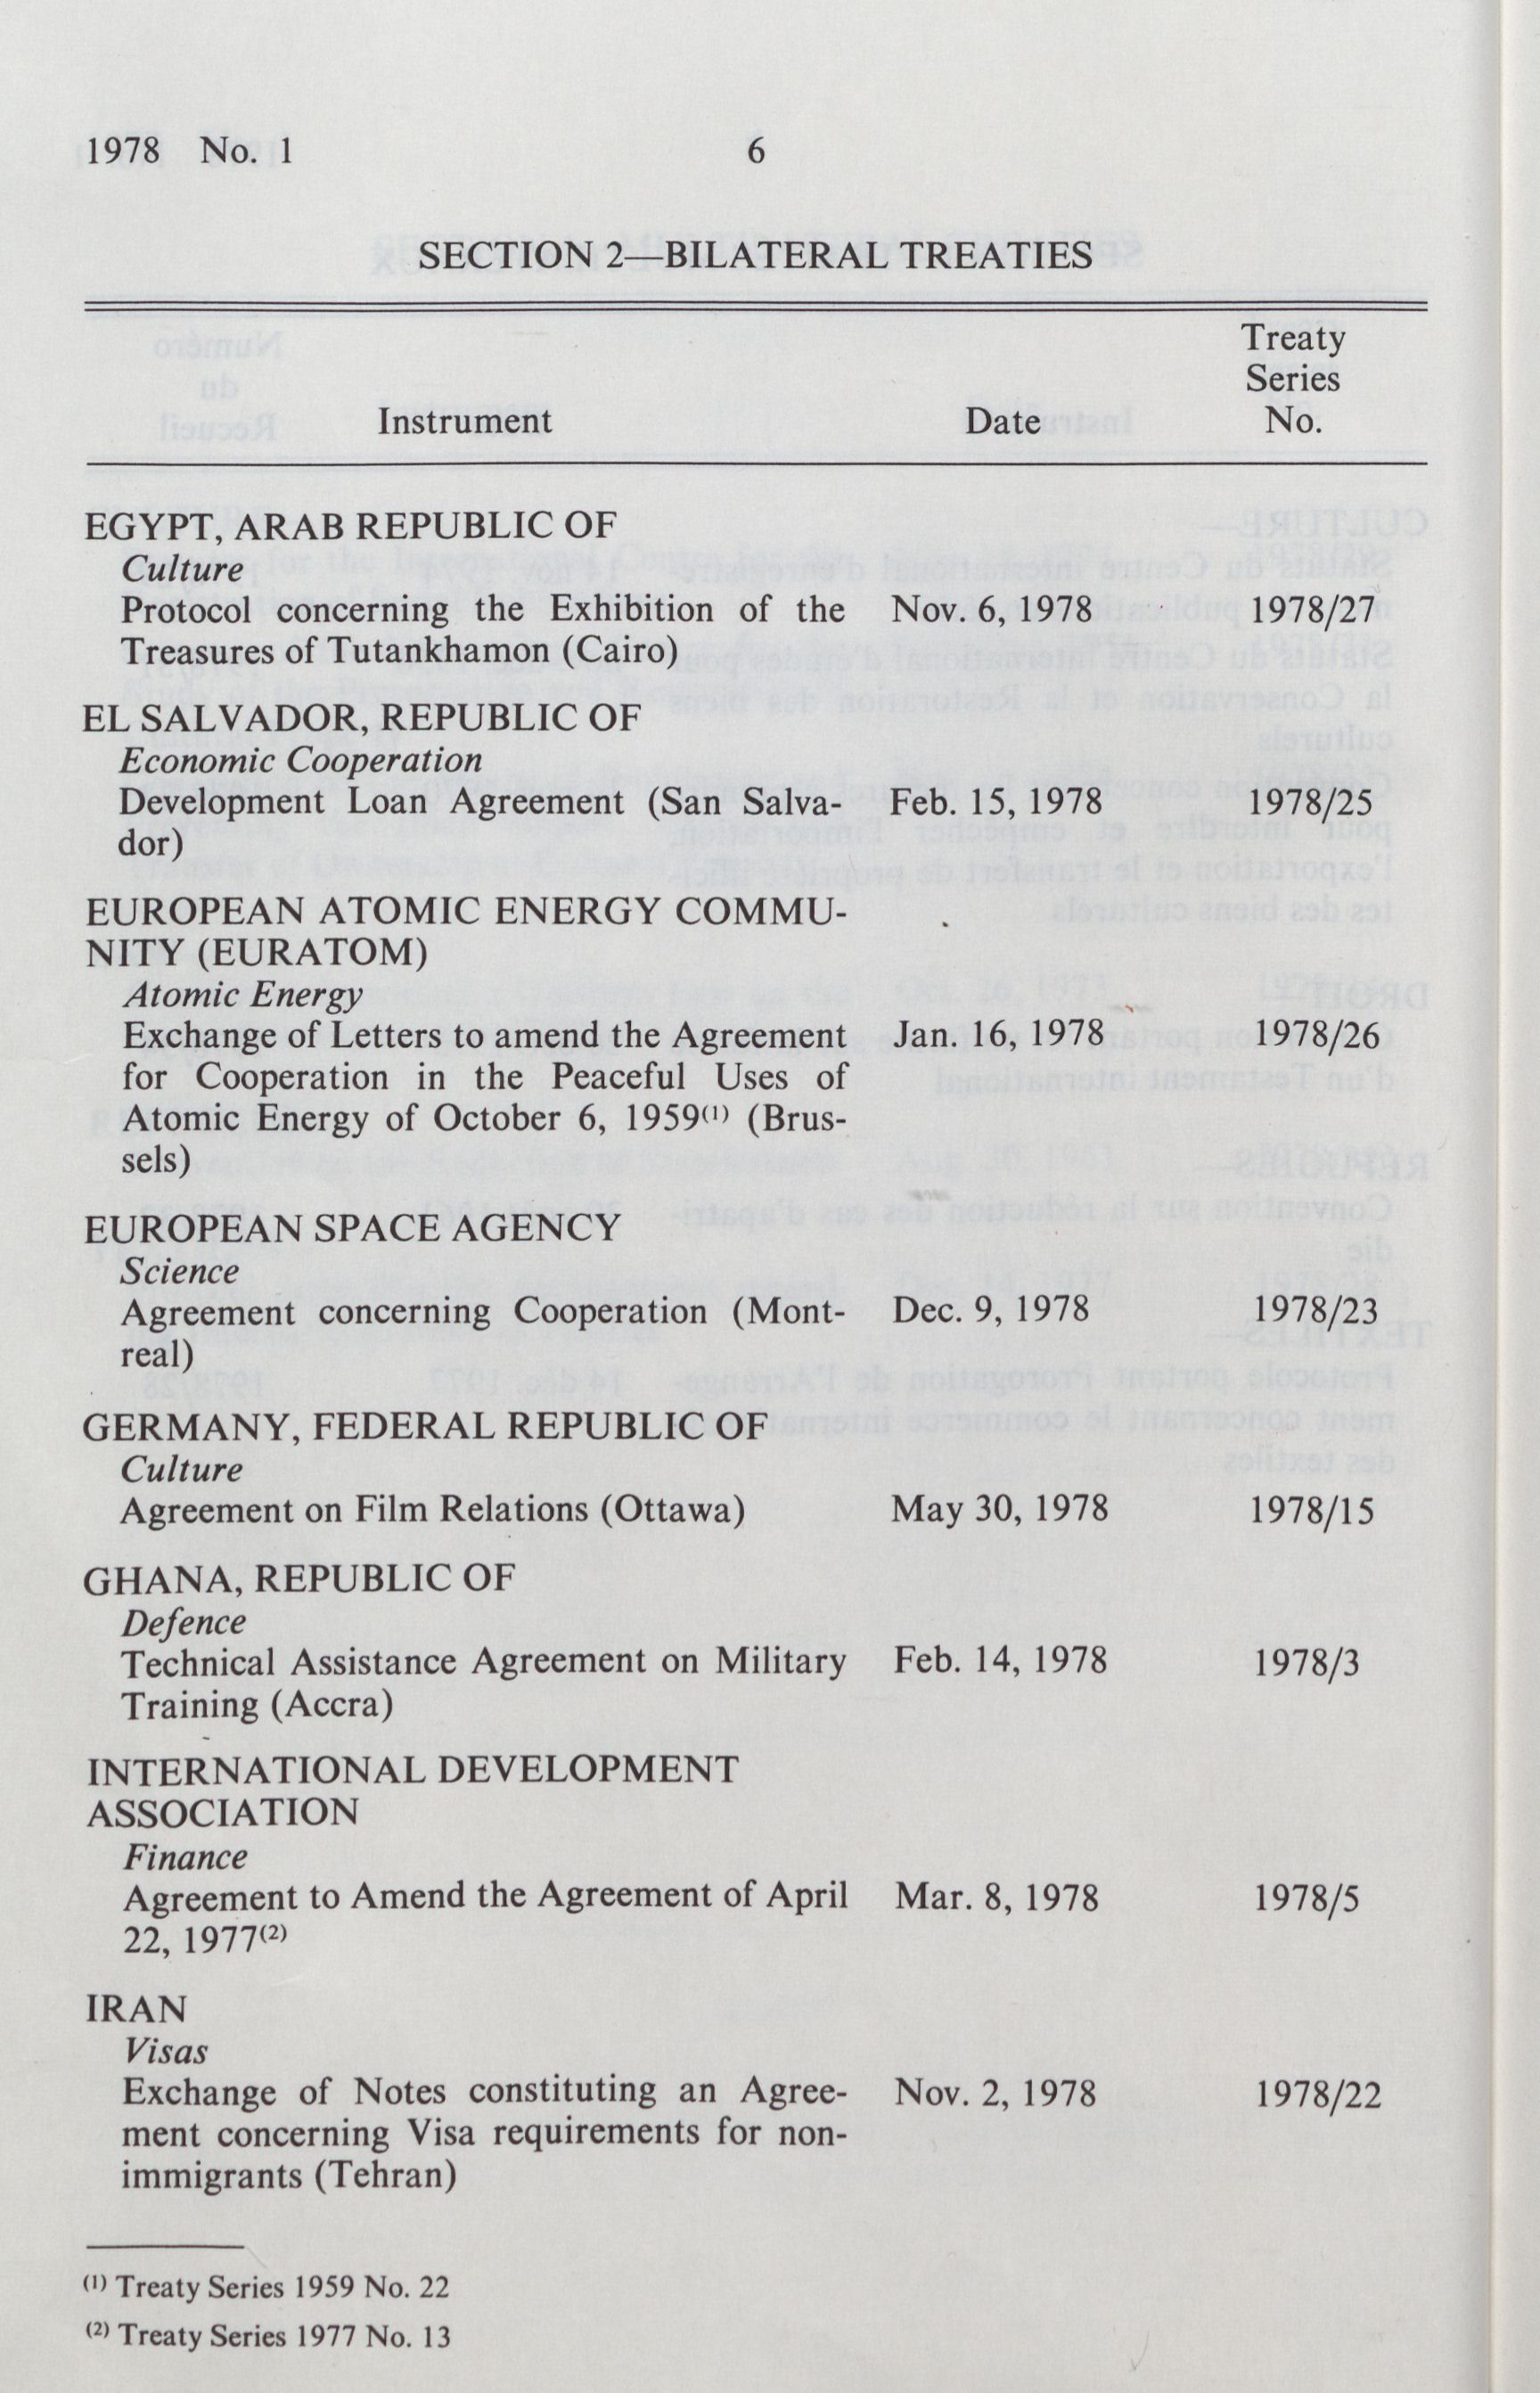 1978 No. 1
6
SECTION 2—BILATERAL TREATIES
Treaty
Series
Instrument Date No.
EGYPT, ARAB REPUBLIC OF
Culture
Protocol concerning the Exhibition of the Nov. 6, 1978 1978/27
Treasures of Tutankhamon (Cairo)
EL SALVADOR, REPUBLIC OF
Economic Cooperation
Development Loan Agreement (San Salva- Feb. 15, 1978 1978/25
dor)
EUROPEAN ATOMIC ENERGY COMMU-
NITY (EURATOM)
Atomic Energy
Exchange of Letters to amend the Agreement Jan. 16, 1978 1978/26
for Cooperation in the Peaceful Uses of
Atomic Energy of October 6, 1959(1) (Brus-
sels)
EUROPEAN SPACE AGENCY
Science
Agreement concerning Cooperation (Mont- Dec. 9, 1978 1978/23
real)
GERMANY, FEDERAL REPUBLIC OF
Culture
Agreement on Film Relations (Ottawa) May 30, 1978 1978/15
GHANA, REPUBLIC OF
Defence
Technical Assistance Agreement on Military Feb. 14, 1978 1978/3
Training (Accra)
INTERNATIONAL DEVELOPMENT
ASSOCIATION
Finance
Agreement to Amend the Agreement of April Mar. 8, 1978 1978/5
22, 1977(2)
IRAN
Visas
Exchange of Notes constituting an Agree- Nov. 2, 1978 1978/22
ment concerning Visa requirements for non-
immigrants (Tehran)
(1) Treaty Series 1959 No. 22
(2) Treaty Series 1977 No. 13